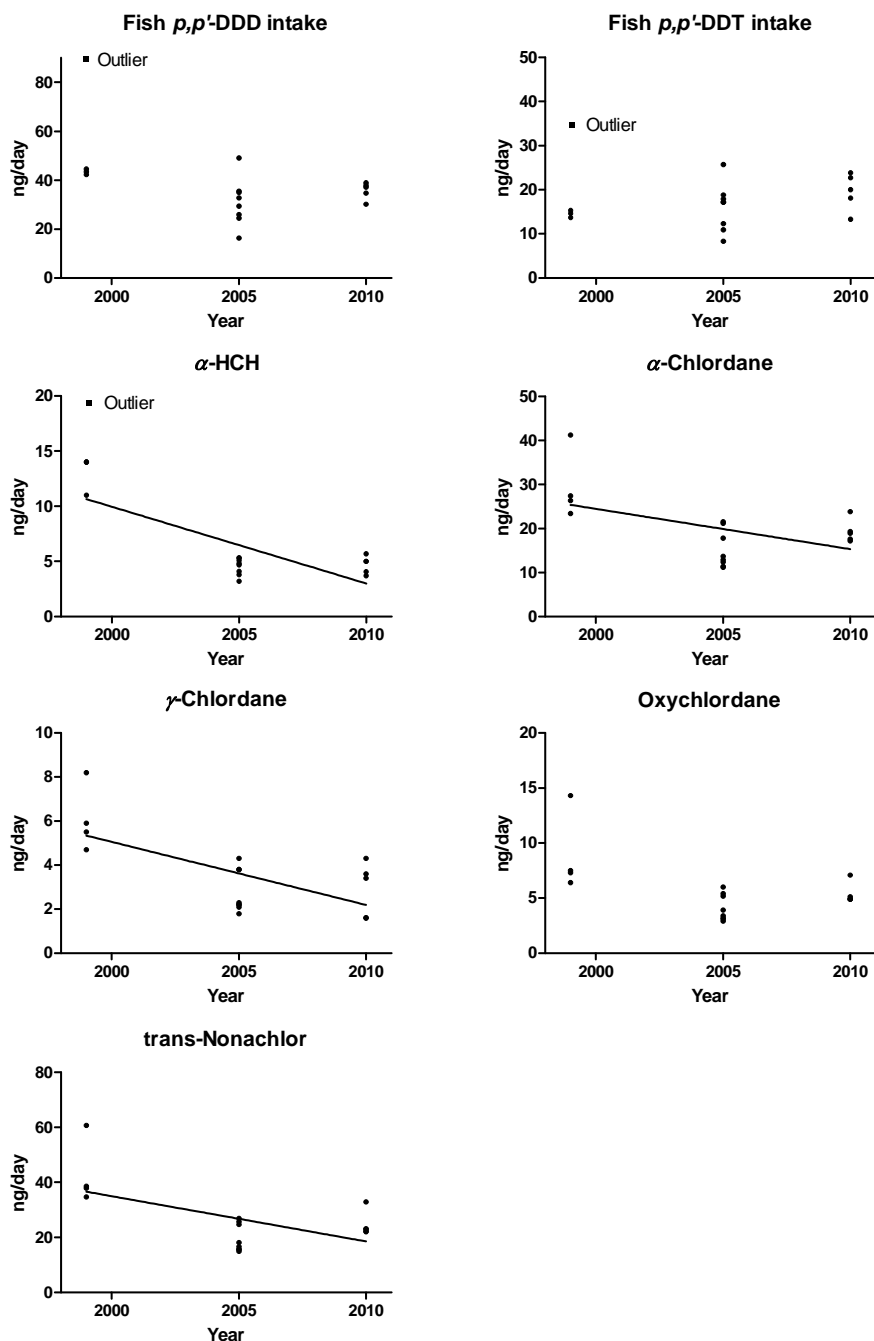 Fish p,p'-DDD intake
80
60
40
20
0
ng/day
Outlier
2000 2005 2010
Year
Fish p,p'-DDT intake
50
40
30
20
10
0
ng/day
Outlier
2000 2005 2010
Year
α-HCH
20
15
10
5
0
ng/day
Outlier
2000 2005 2010
Year
α-Chlordane
50
40
30
20
10
0
ng/day
2000 2005 2010
Year
γ-Chlordane
10
8
6
4
2
0
ng/day
2000 2005 2010
Year
Oxychlordane
20
15
10
5
0
ng/day
2000 2005 2010
Year
trans-Nonachlor
80
60
40
20
0
ng/day
2000 2005 2010
Year